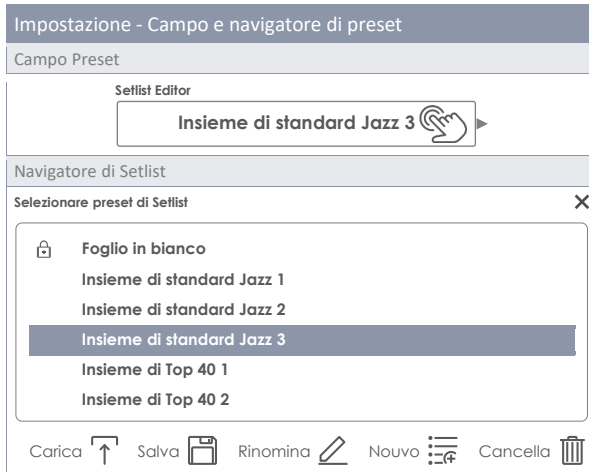 Impostazione - Campo e navigatore di preset
Campo Preset
Setlist Editor
Insieme di standard Jazz 3
Navigatore di Setlist
Selezionare preset di Setlist
Foglio in bianco
Insieme di standard Jazz 1
Insieme di standard Jazz 2
Insieme di standard Jazz 3
Insieme di Top 40 1
Insieme di Top 40 2
Carica Salva Rinomina Nouvo Cancella